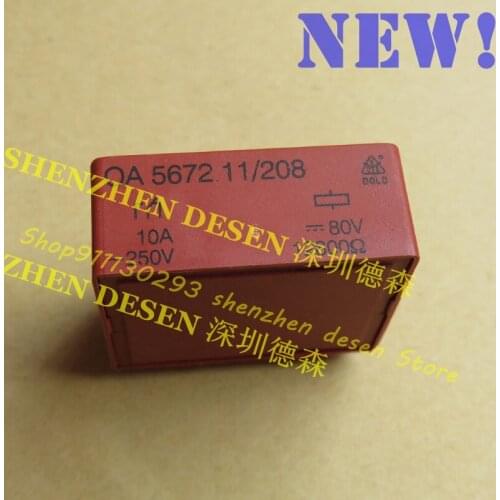 NEW!
OA 5672.11/208
DOLD
10A
80V
250V
SHENZHEN DESEN 深圳德森
Shop911130293 shenzhen desen Store
ZHEN DESEN 深圳德森